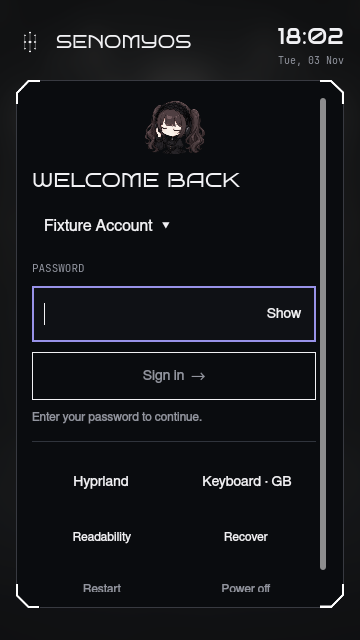 SENOMYOS
18:02
Tue, 03 Nov
WELCOME BACK
Fixture Account ▼
PASSWORD
Show
Sign in →
Enter your password to continue.
Hyprland
Keyboard · GB
Readability
Recover
Restart
Power off